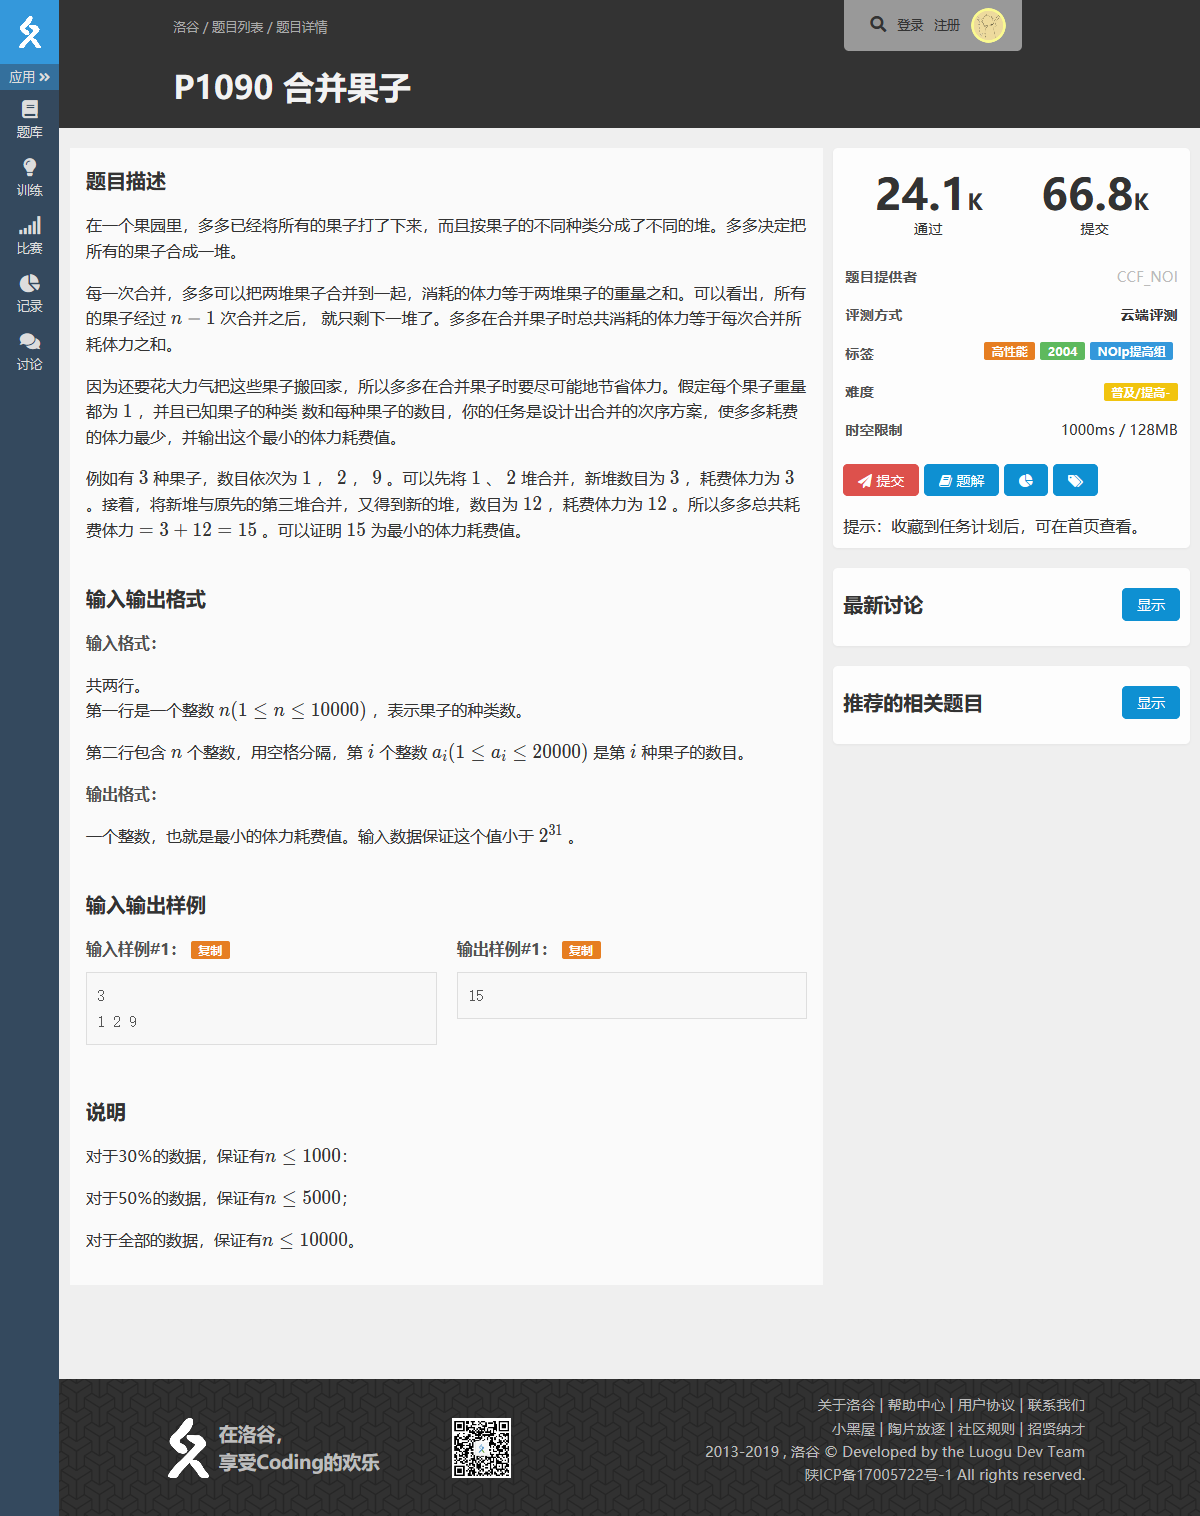 洛谷 / 题目列表 / 题目详情
登录 注册
P1090 合并果子
应用
题库
训练
比赛
记录
讨论
题目描述
在一个果园里，多多已经将所有的果子打了下来，而且按果子的不同种类分成了不同的堆。多多决定把
所有的果子合成一堆。
每一次合并，多多可以把两堆果子合并到一起，消耗的体力等于两堆果子的重量之和。可以看出，所有
的果子经过 n − 1 次合并之后， 就只剩下一堆了。多多在合并果子时总共消耗的体力等于每次合并所
耗体力之和。
因为还要花大力气把这些果子搬回家，所以多多在合并果子时要尽可能地节省体力。假定每个果子重量
都为 1 ，并且已知果子的种类 数和每种果子的数目，你的任务是设计出合并的次序方案，使多多耗费
的体力最少，并输出这个最小的体力耗费值。
例如有 3 种果子，数目依次为 1 ， 2 ， 9 。可以先将 1 、 2 堆合并，新堆数目为 3 ，耗费体力为 3
。接着，将新堆与原先的第三堆合并，又得到新的堆，数目为 12 ，耗费体力为 12 。所以多多总共耗
费体力 = 3 + 12 = 15 。可以证明 15 为最小的体力耗费值。
输入输出格式
输入格式：
共两行。
第一行是一个整数 n(1 ≤ n ≤ 10000) ，表示果子的种类数。
第二行包含 n 个整数，用空格分隔，第 i 个整数 aᵢ(1 ≤ aᵢ ≤ 20000) 是第 i 种果子的数目。
输出格式：
一个整数，也就是最小的体力耗费值。输入数据保证这个值小于 2³¹ 。
输入输出样例
输入样例#1： 复制
3
1 2 9
输出样例#1： 复制
15
说明
对于30%的数据，保证有n ≤ 1000：
对于50%的数据，保证有n ≤ 5000；
对于全部的数据，保证有n ≤ 10000。
24.1K 66.8K
通过 提交
题目提供者 CCF_NOI
评测方式 云端评测
标签 高性能 2004 NOIp提高组
难度 普及/提高-
时空限制 1000ms / 128MB
提交 题解
提示：收藏到任务计划后，可在首页查看。
最新讨论 显示
推荐的相关题目 显示
在洛谷，
享受Coding的欢乐
关于洛谷 | 帮助中心 | 用户协议 | 联系我们
小黑屋 | 陶片放逐 | 社区规则 | 招贤纳才
2013-2019 , 洛谷 © Developed by the Luogu Dev Team
陕ICP备17005722号-1 All rights reserved.